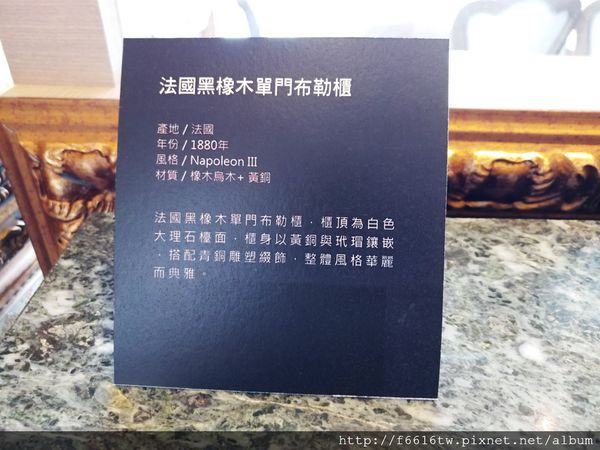 法國黑橡木單門布勒櫃
產地 / 法國
年份 / 1880年
風格 / Napoleon III
材質 / 橡木烏木+ 黃銅
法國黑橡木單門布勒櫃，櫃頂為白色
大理石檯面，櫃身以黃銅與玳瑁鑲嵌
，搭配青銅雕塑綴飾，整體風格華麗
而典雅。
http://f6616tw.pixnet.net/album